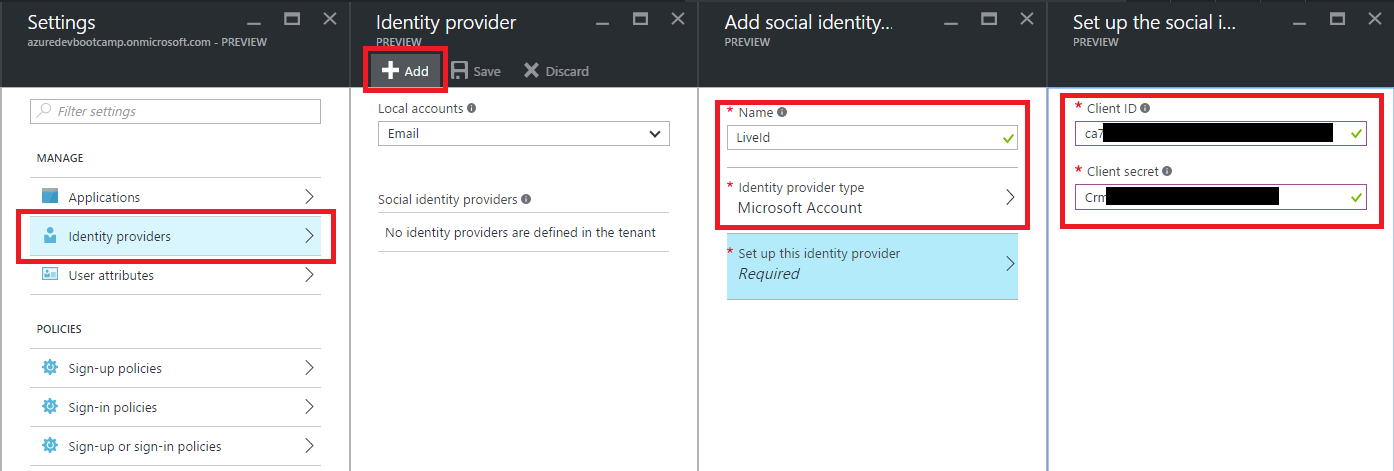 Settings
azuredevbootcamp.onmicrosoft.com - PREVIEW
Filter settings
MANAGE
Applications
Identity providers
User attributes
POLICIES
Sign-up policies
Sign-in policies
Sign-up or sign-in policies
Identity provider
PREVIEW
Add
Save
Discard
Local accounts
Email
Social identity providers
No identity providers are defined in the tenant
Add social identity...
PREVIEW
* Name
LiveId
* Identity provider type
Microsoft Account
* Set up this identity provider
Required
Set up the social i...
PREVIEW
* Client ID
ca7
* Client secret
Crm